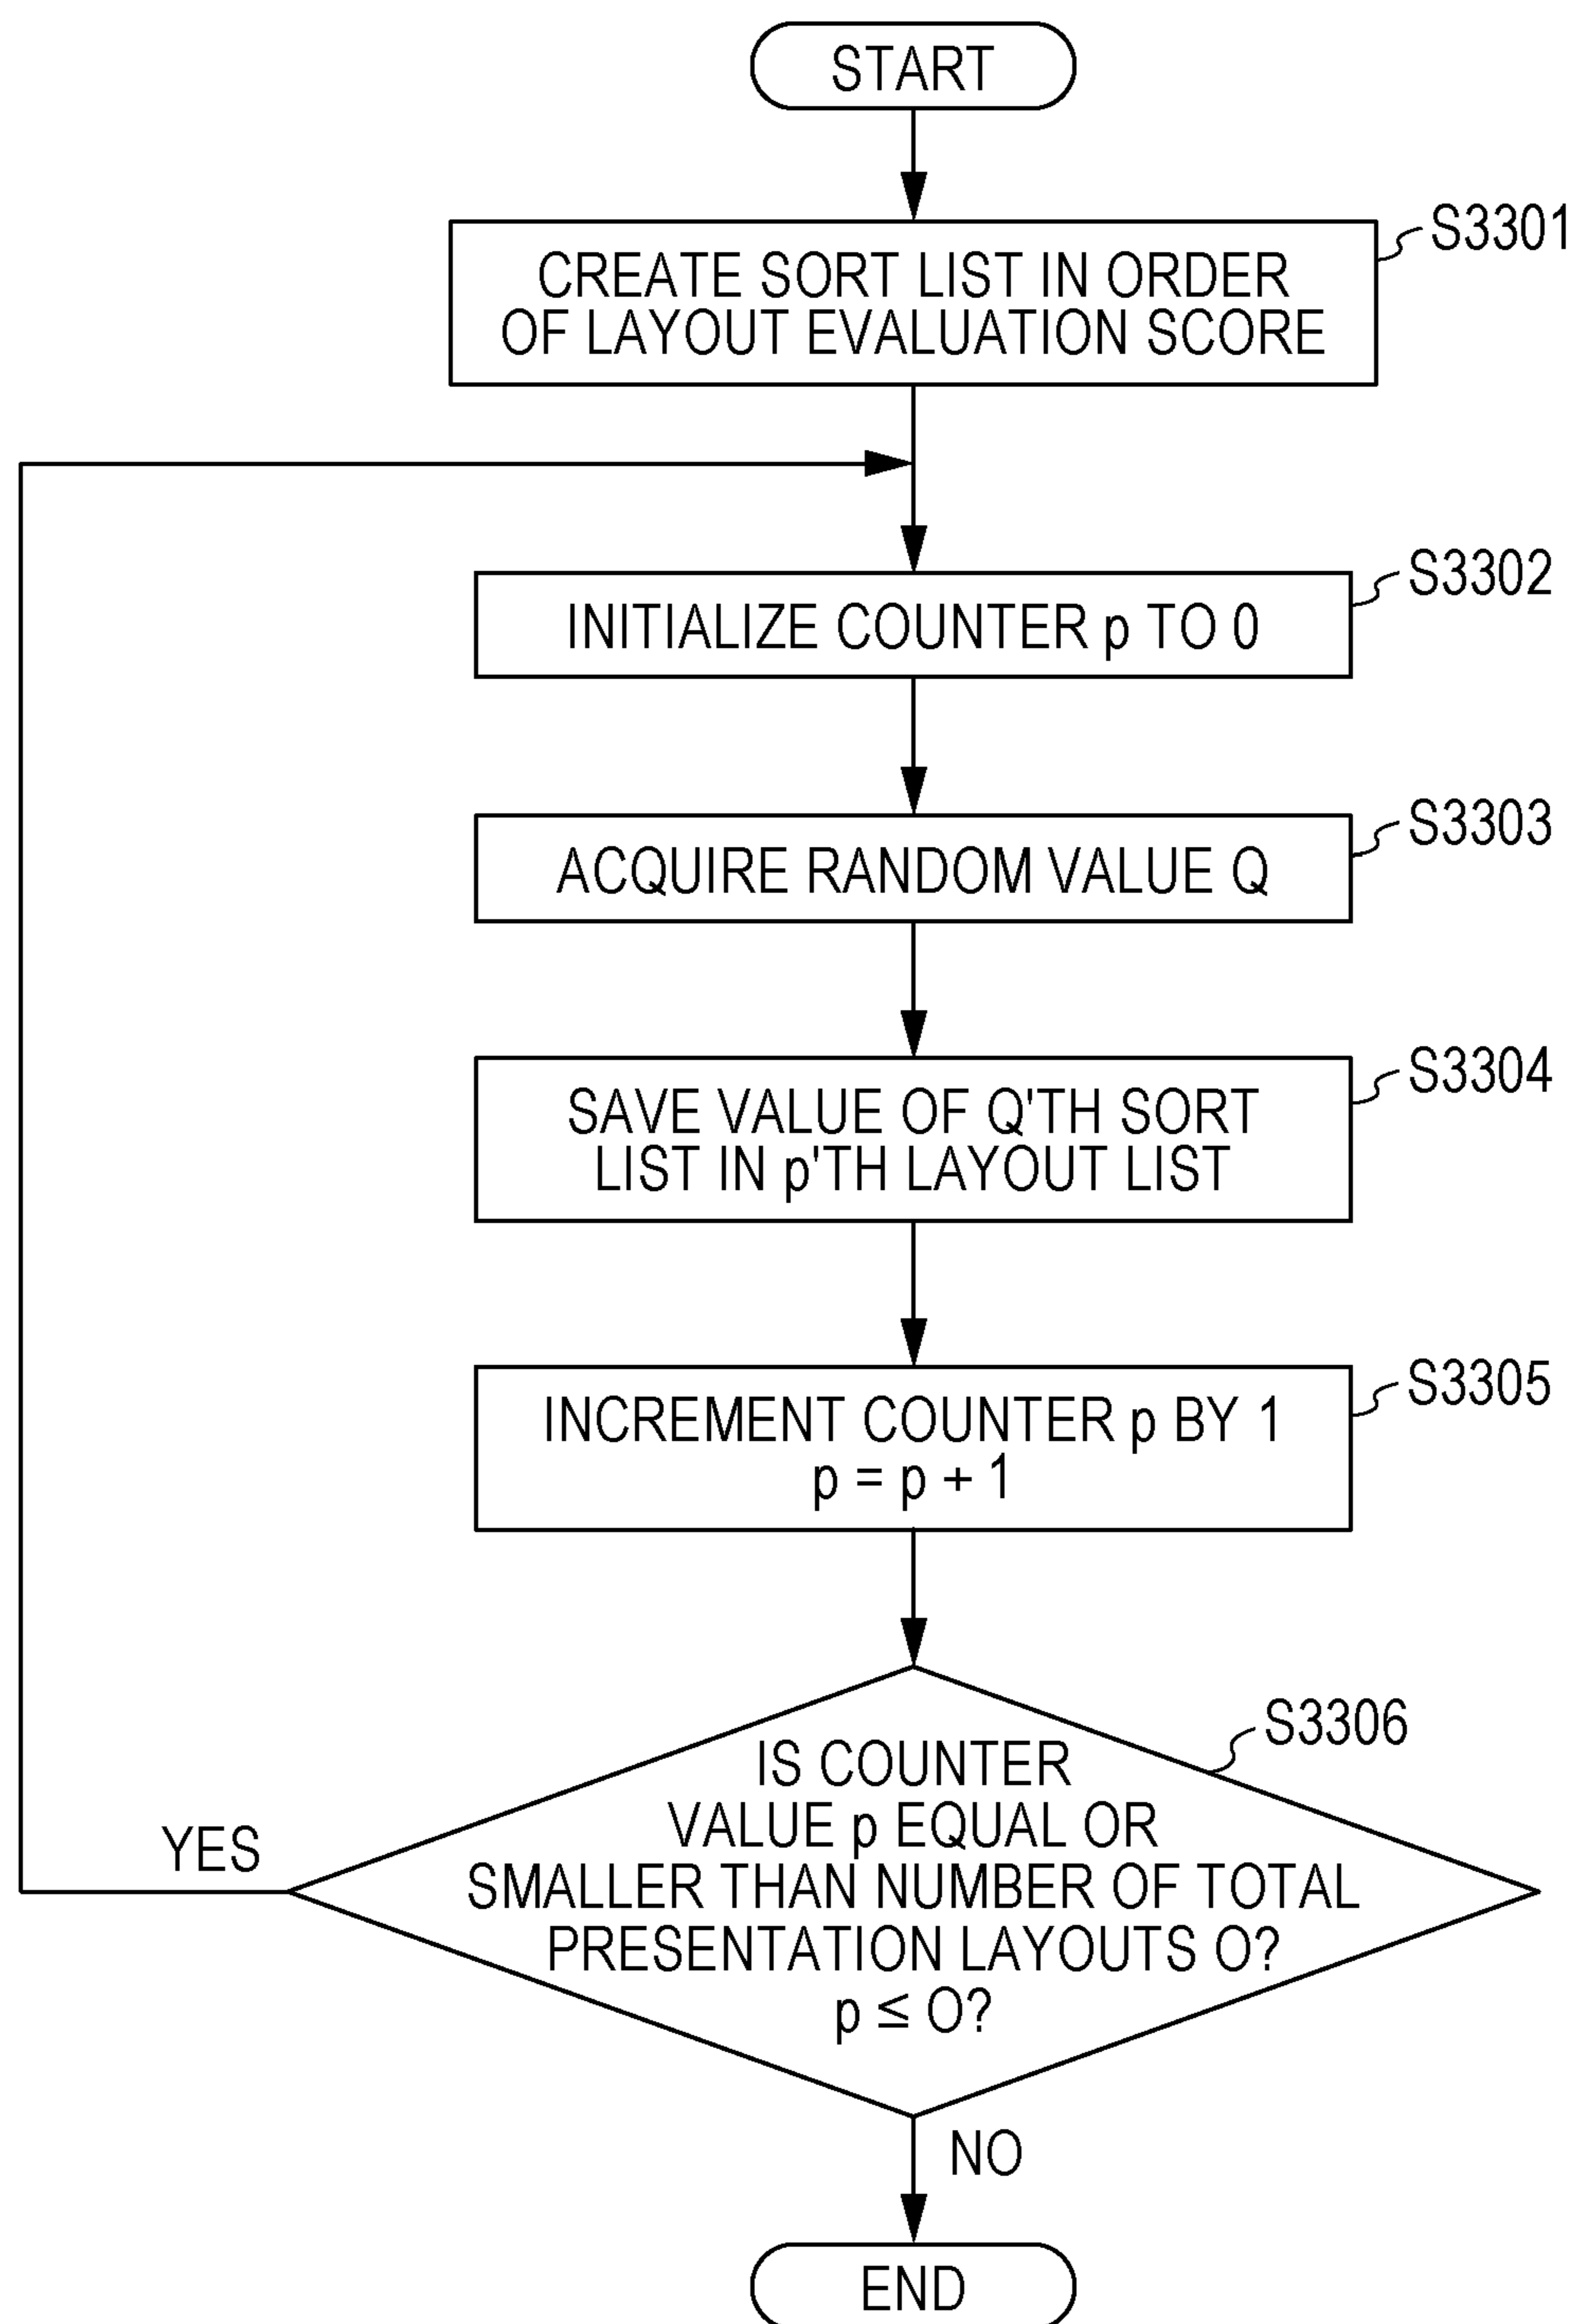 START
S3301
CREATE SORT LIST IN ORDER
OF LAYOUT EVALUATION SCORE
S3302
INITIALIZE COUNTER p TO 0
S3303
ACQUIRE RANDOM VALUE Q
S3304
SAVE VALUE OF Q'TH SORT
LIST IN p'TH LAYOUT LIST
S3305
INCREMENT COUNTER p BY 1
p = p + 1
S3306
IS COUNTER
VALUE p EQUAL OR
SMALLER THAN NUMBER OF TOTAL
PRESENTATION LAYOUTS O?
p ≤ O?
YES
NO
END